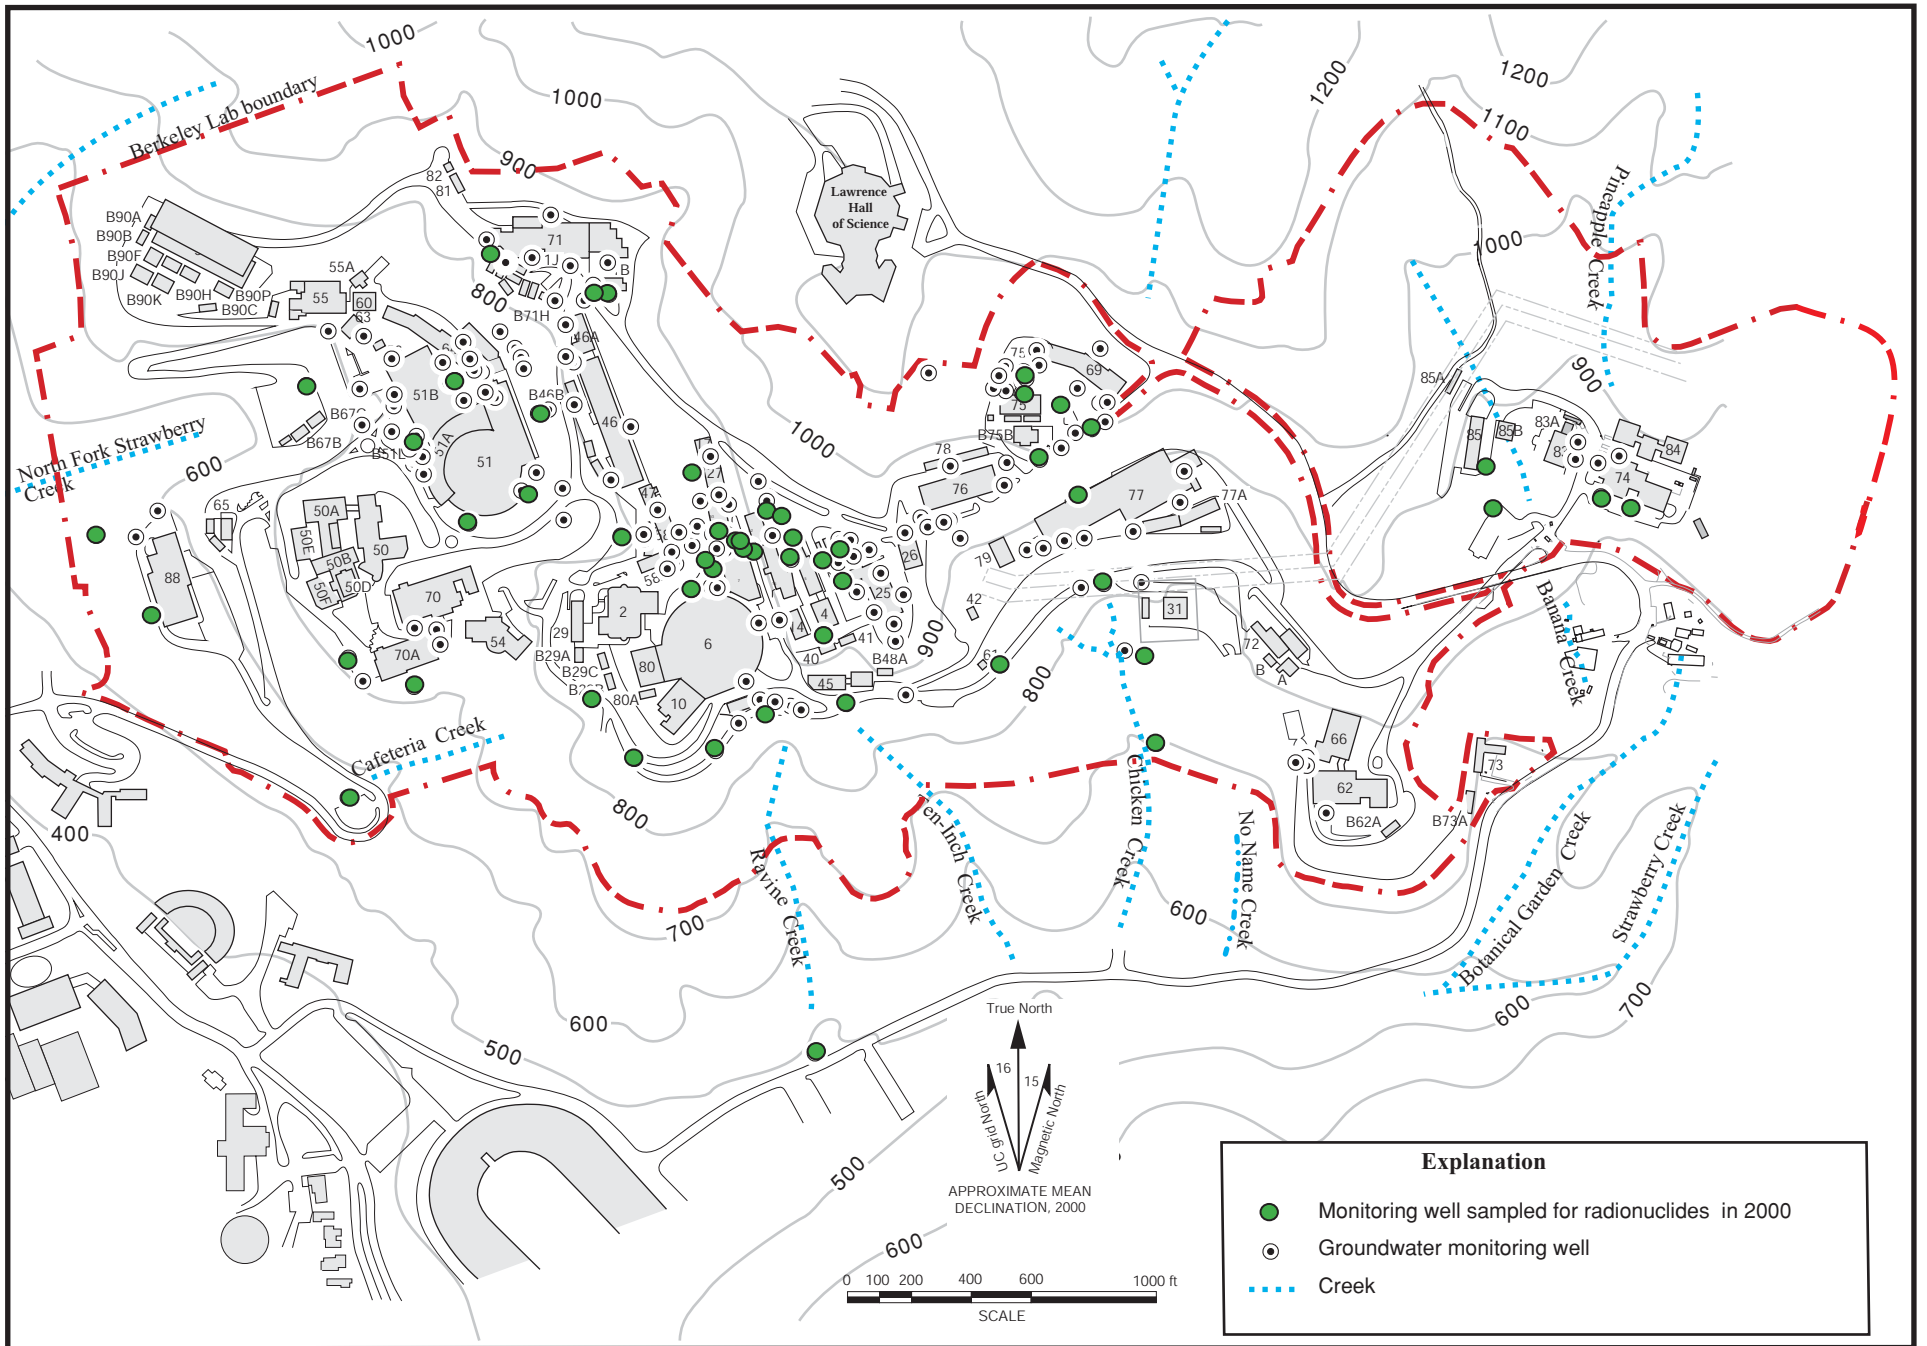 1000
1000
1200
1200
1100
Berkeley Lab boundary
900
82
81
Lawrence
Hall
of Science
Pineapple Creek
B90A
B90B
B90F
B90J
B90K
B90H
B90P
B90C
55A
55
60
63
71
B
800
B71H
46A
1000
75
69
900
85A
51B
B46B
46
B67B
B51L
51A
51
1000
78
76
75
B75B
77
77A
85
85B
83A
84
74
North Fork Strawberry
Creek
600
65
50A
50E
50B
50
50F
50D
88
47A
27
58
26
79
42
31
70
70A
54
29
2
B29A
B29C
80
80A
10
6
4
14
40
41
25
B48A
45
900
61
800
72
B
A
Banana Creek
66
62
B62A
73
B73A
Cafeteria Creek
400
800
700
Ravine Creek
Ten-Inch Creek
Chicken Creek
No Name Creek
600
Botanical Garden Creek
Strawberry Creek
600
700
600
500
500
600
True North
16
15
UC grid North
Magnetic North
APPROXIMATE MEAN
DECLINATION, 2000
0 100 200 400 600 1000 ft
SCALE
Explanation
Monitoring well sampled for radionuclides in 2000
Groundwater monitoring well
Creek